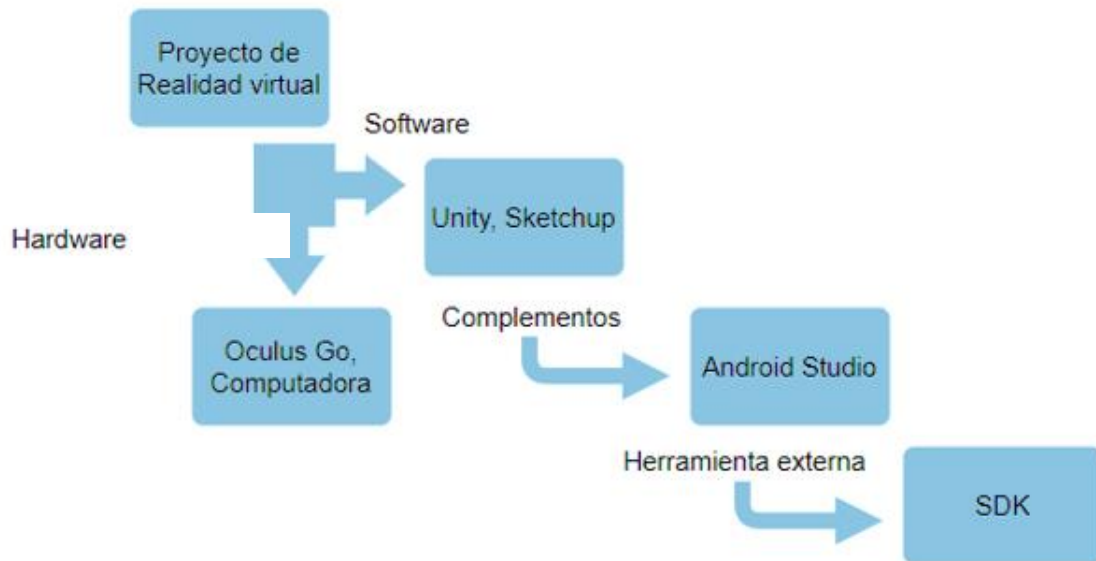 Proyecto de
Realidad virtual
Software
Unity, Sketchup
Hardware
Complementos
Oculus Go,
Computadora
Android Studio
Herramienta externa
SDK